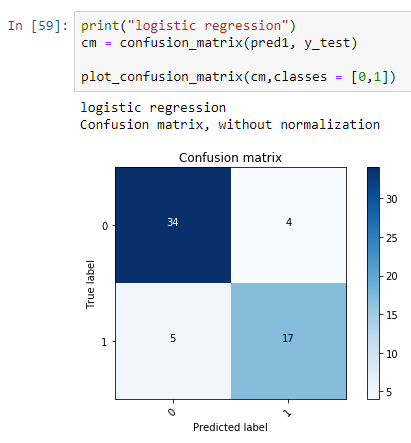 In [59]: print("logistic regression")
cm = confusion_matrix(pred1, y_test)
plot_confusion_matrix(cm,classes = [0,1])
logistic regression
Confusion matrix, without normalization
Confusion matrix
0
34
4
1
5
17
True label
0
1
Predicted label
30
25
20
15
10
5